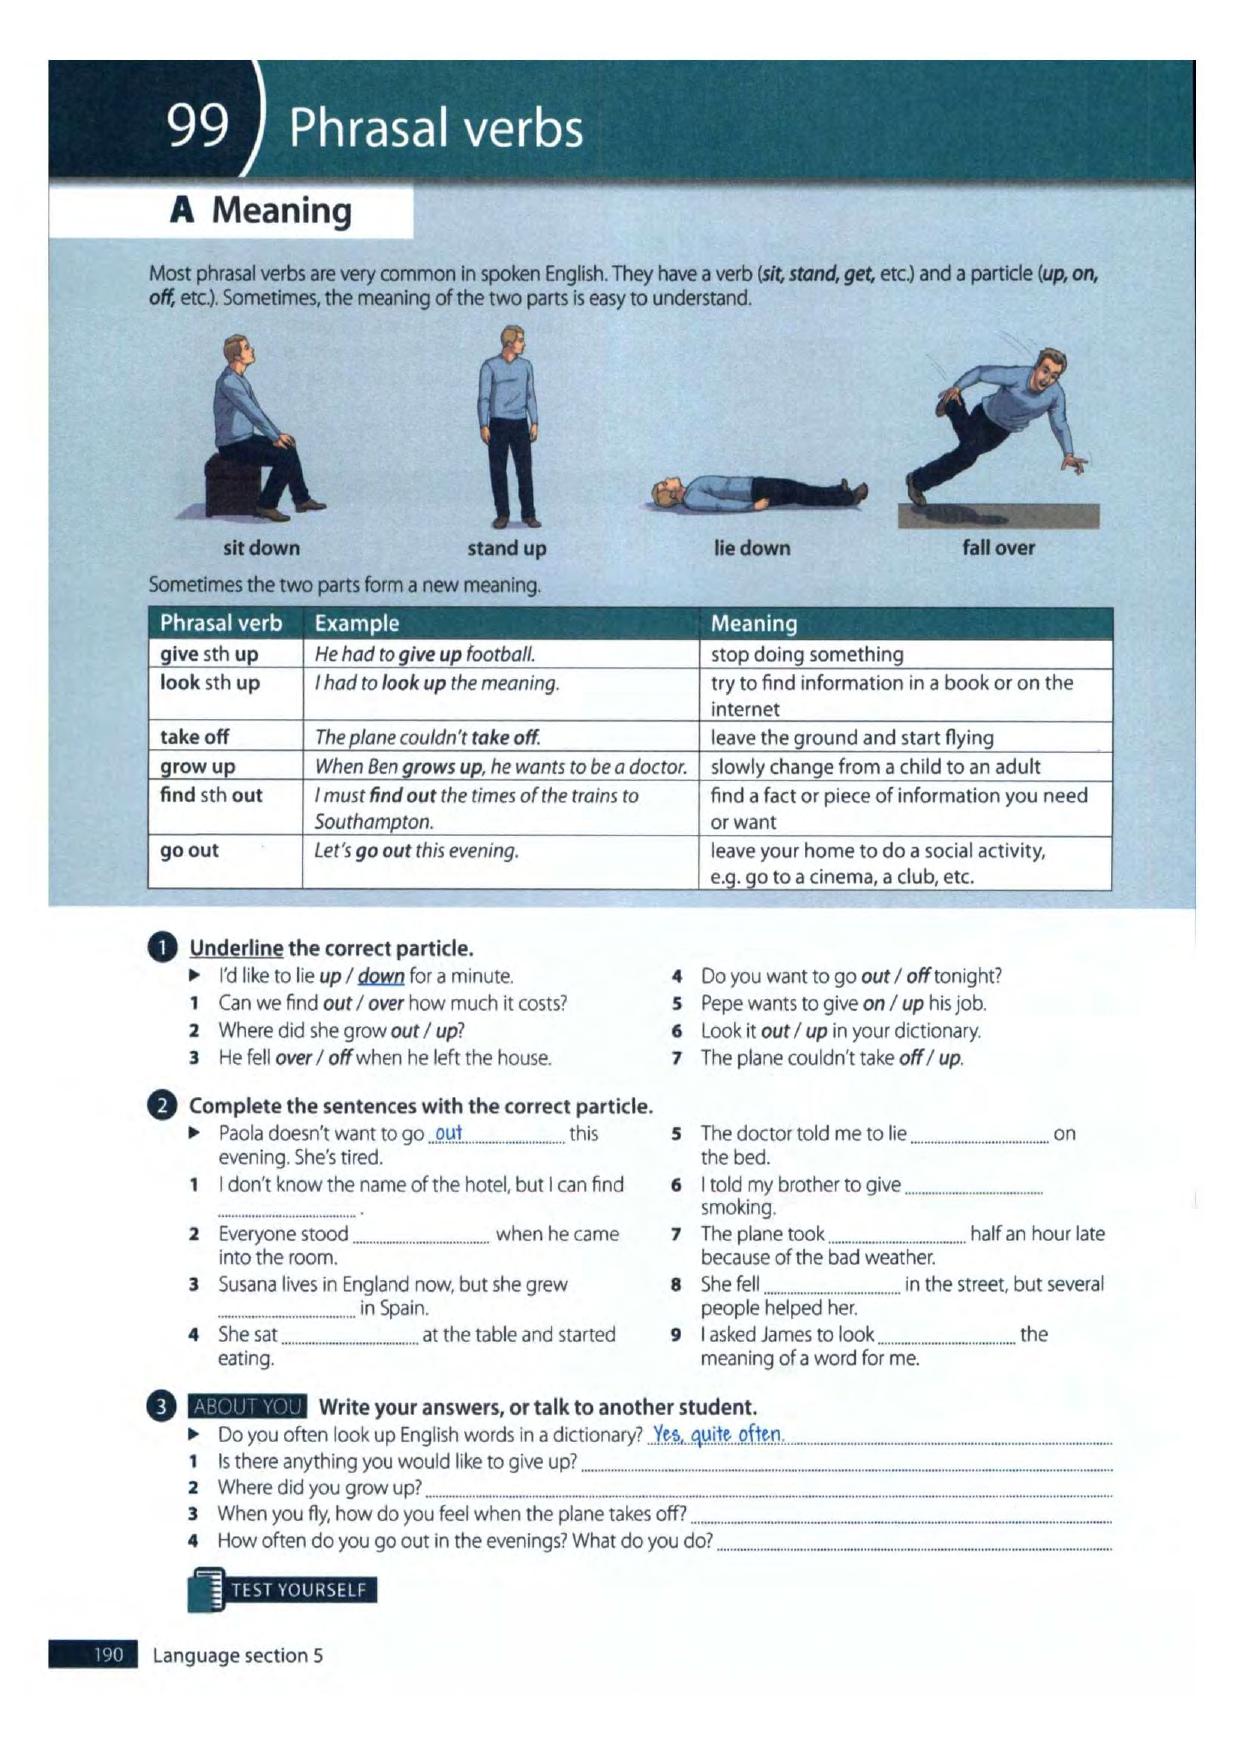 99 Phrasal verbs
A Meaning
Most phrasal verbs are very common in spoken English. They have a verb (sit, stand, get, etc.) and a particle (up, on,
off, etc.). Sometimes, the meaning of the two parts is easy to understand.
sit down stand up lie down fall over
Sometimes the two parts form a new meaning.
Phrasal verb Example Meaning
give sth up He had to give up football. stop doing something
look sth up I had to look up the meaning. try to find information in a book or on the
internet
take off The plane couldn't take off. leave the ground and start flying
grow up When Ben grows up, he wants to be a doctor. slowly change from a child to an adult
find sth out I must find out the times of the trains to
Southampton.
find a fact or piece of information you need
or want
go out Let's go out this evening. leave your home to do a social activity,
e.g. go to a cinema, a club, etc.
1 Underline the correct particle.
► I'd like to lie up / down for a minute.
1 Can we find out / over how much it costs?
2 Where did she grow out / up?
3 He fell over / off when he left the house.
4 Do you want to go out / off tonight?
5 Pepe wants to give on / up his job.
6 Look it out / up in your dictionary.
7 The plane couldn't take off / up.
2 Complete the sentences with the correct particle.
► Paola doesn't want to go out this
evening. She's tired.
1 I don't know the name of the hotel, but I can find
.
2 Everyone stood when he came
into the room.
3 Susana lives in England now, but she grew
in Spain.
4 She sat at the table and started
eating.
5 The doctor told me to lie on
the bed.
6 I told my brother to give
smoking.
7 The plane took half an hour late
because of the bad weather.
8 She fell in the street, but several
people helped her.
9 I asked James to look the
meaning of a word for me.
3 ABOUT YOU Write your answers, or talk to another student.
► Do you often look up English words in a dictionary? Yes, quite often.
1 Is there anything you would like to give up?
2 Where did you grow up?
3 When you fly, how do you feel when the plane takes off?
4 How often do you go out in the evenings? What do you do?
TEST YOURSELF
190 Language section 5